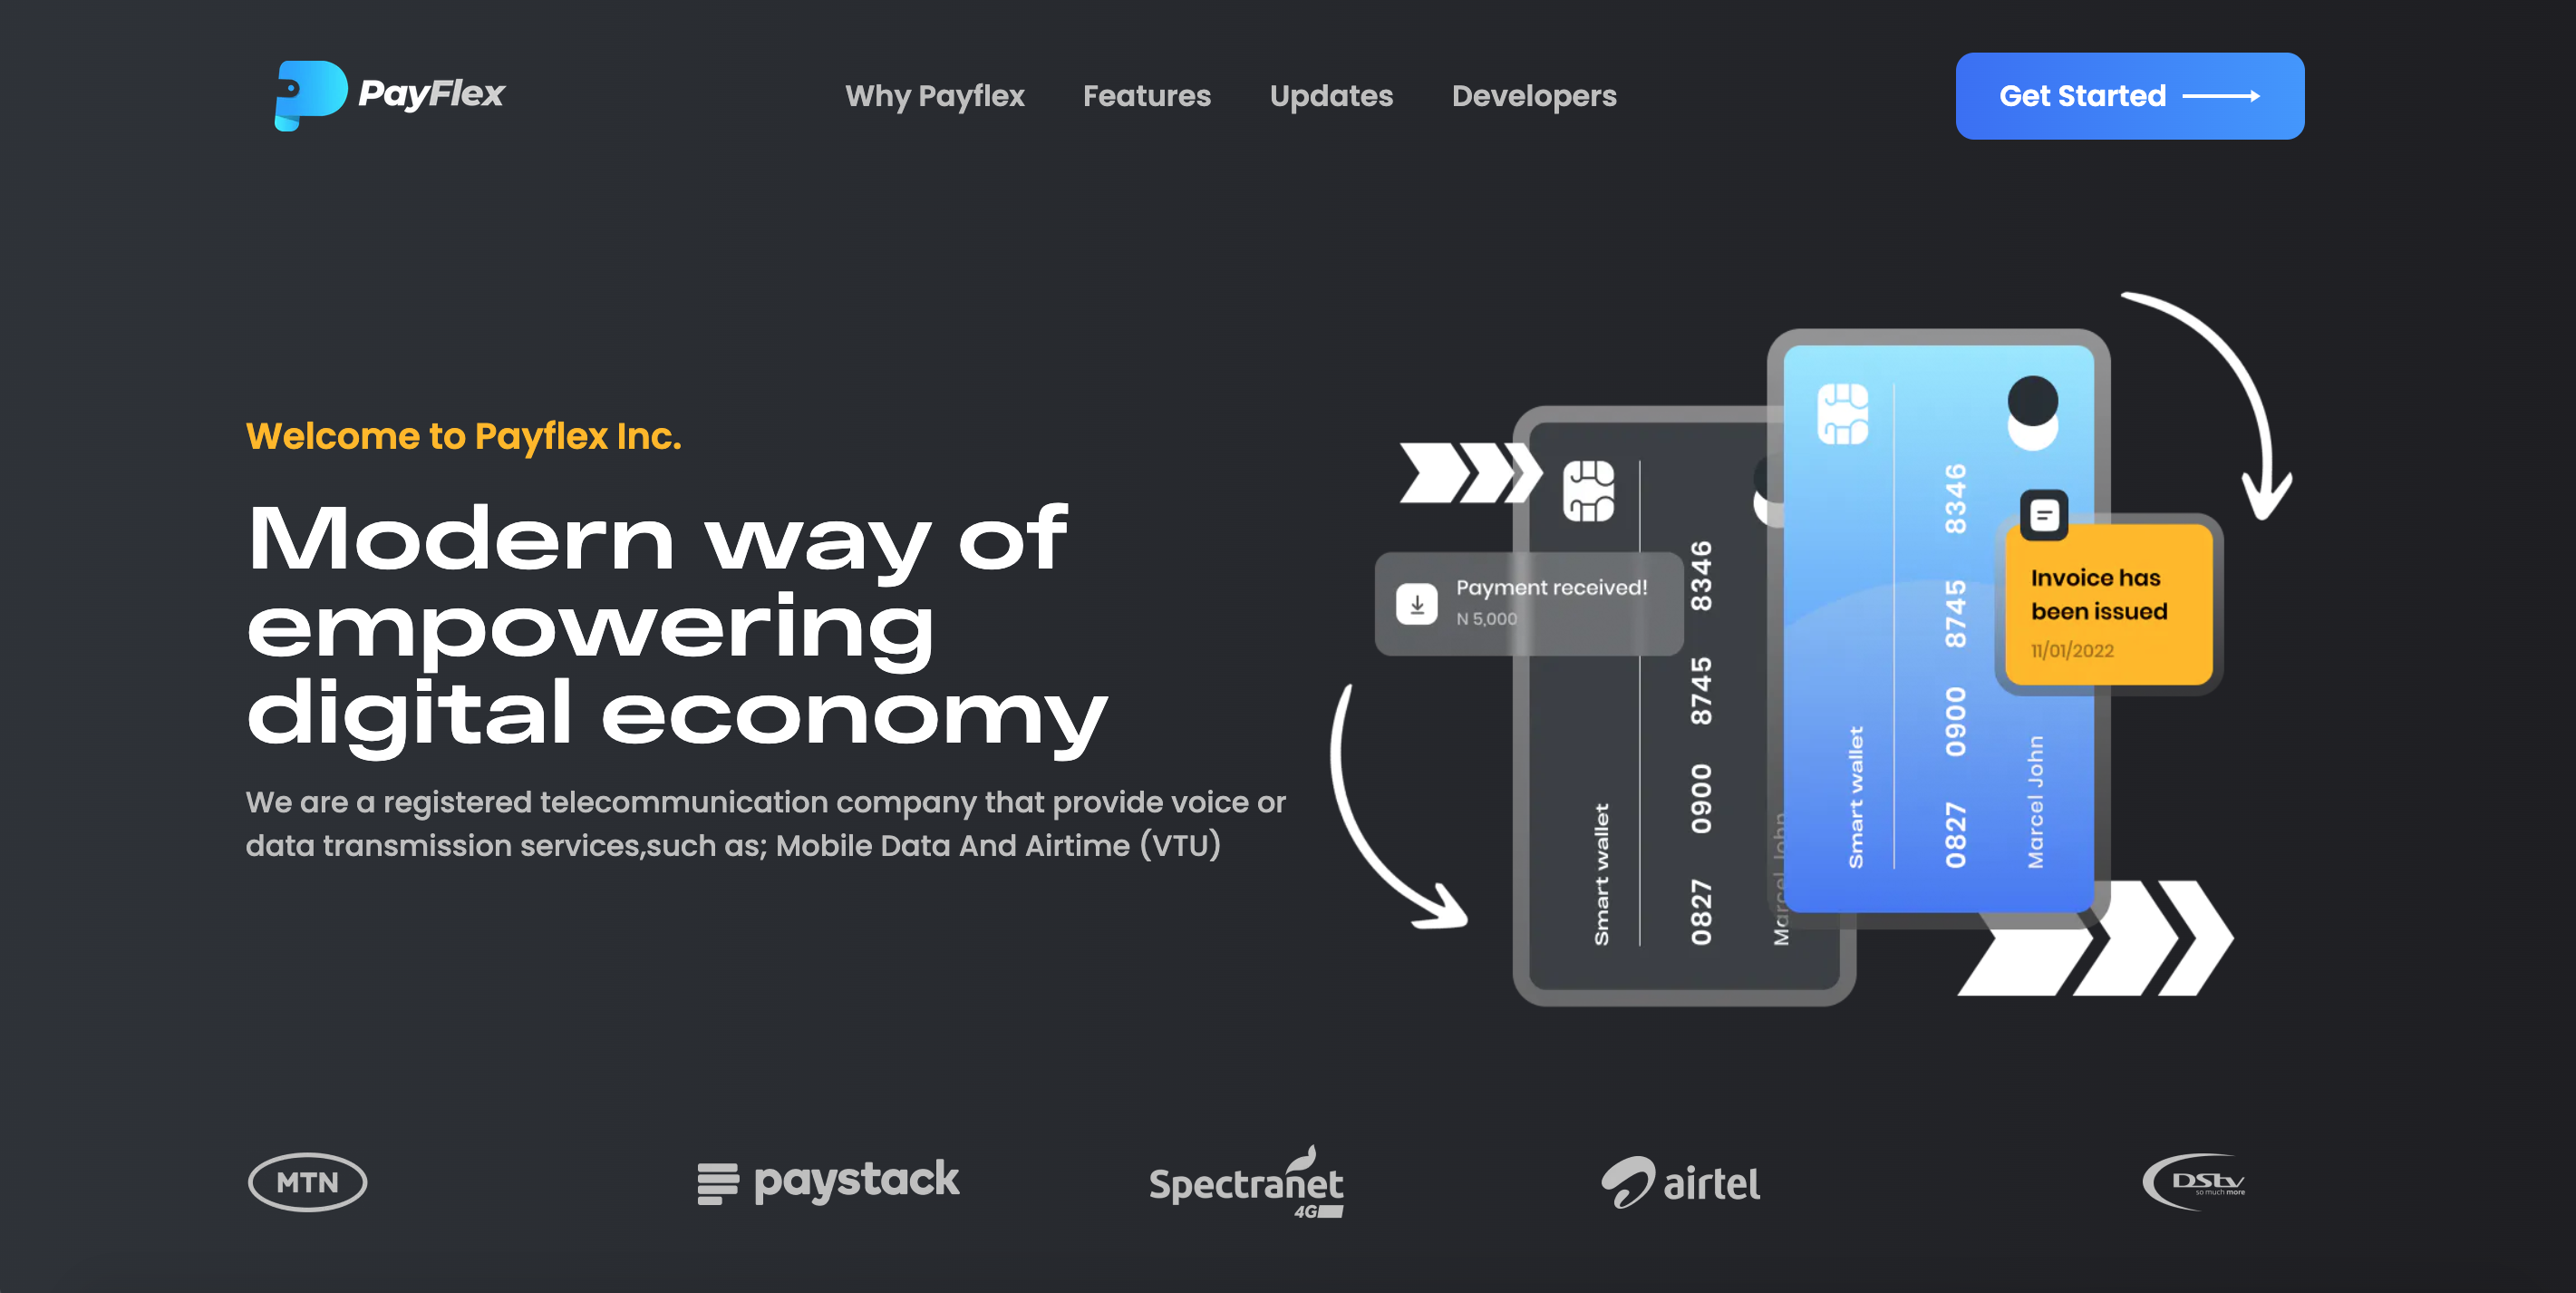 PayFlex
Why Payflex
Features
Updates
Developers
Get Started
Welcome to Payflex Inc.
Modern way of
empowering
digital economy
We are a registered telecommunication company that provide voice or
data transmission services,such as; Mobile Data And Airtime (VTU)
Payment received!
N 5,000
Smart wallet
0827 0900 8745 8346
Marcel John
Smart wallet
0827 0900 8745 8346
Marcel John
Invoice has
been issued
11/01/2022
MTN
paystack
Spectranet
4G
airtel
DStv
so much more